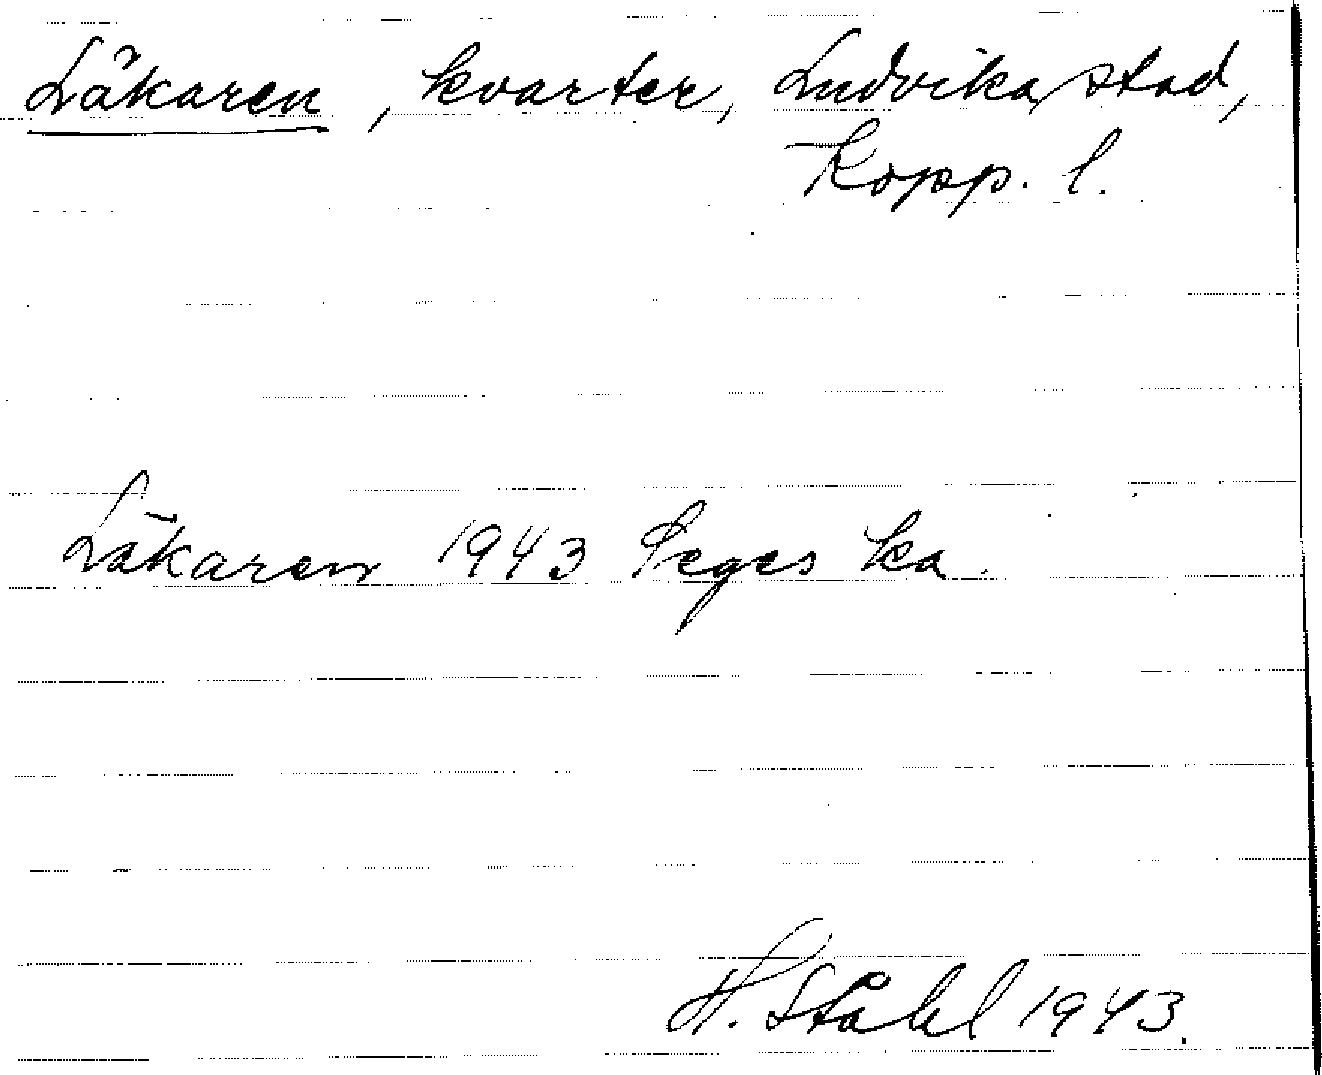 Läkaren, kvarter, Ludvika stad,
Kopp. l.
Läkaren 1943 Seges ka.
H. Ståhl 1943.